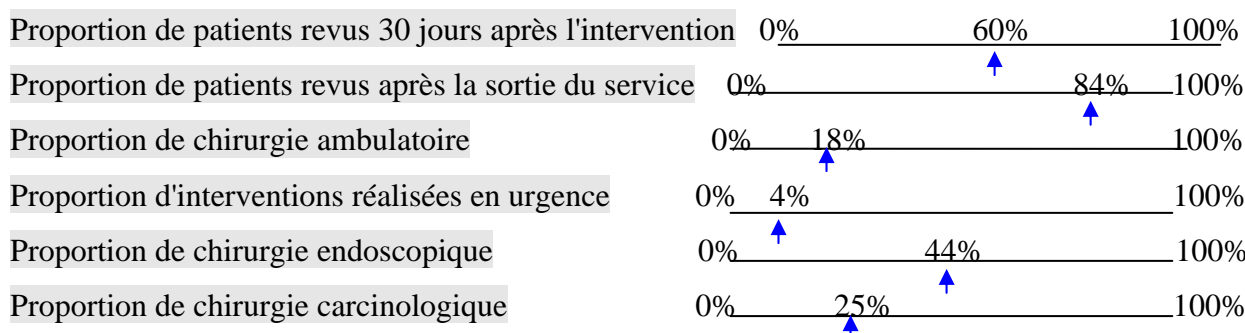 Proportion de patients revus 30 jours après l'intervention 0% 60% 100%
Proportion de patients revus après la sortie du service 0% 84% 100%
Proportion de chirurgie ambulatoire 0% 18% 100%
Proportion d'interventions réalisées en urgence 0% 4% 100%
Proportion de chirurgie endoscopique 0% 44% 100%
Proportion de chirurgie carcinologique 0% 25% 100%